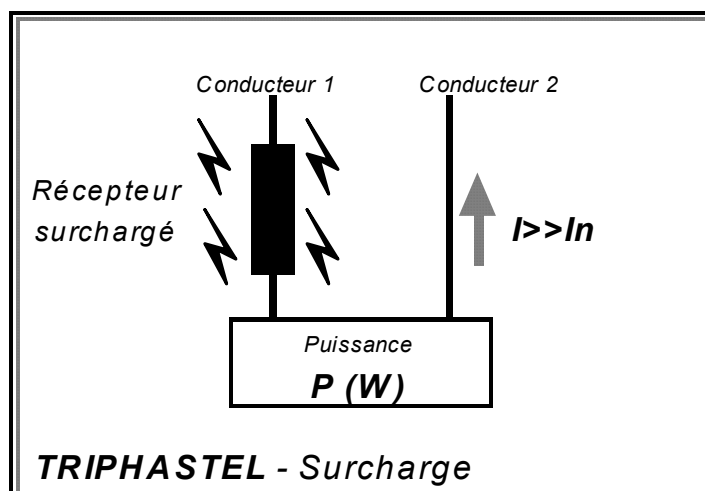 Conducteur 1
Conducteur 2
Récepteur
surchargé
I>>In
Puissance
P (W)
TRIPHASTEL - Surcharge